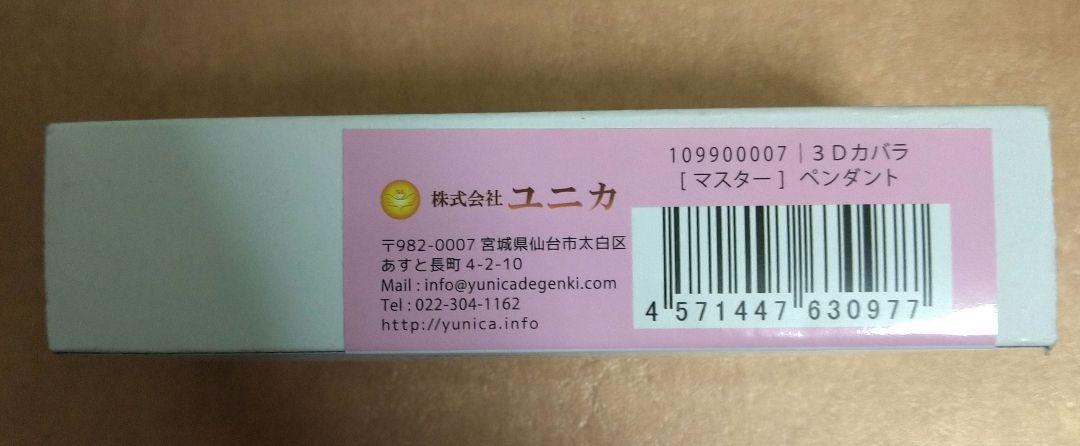 109900007 | 3Dカバラ
[ マスター ] ペンダント
株式会社 ユニカ
〒982-0007 宮城県仙台市太白区
あすと長町 4-2-10
Mail : info@yunicadegenki.com
Tel : 022-304-1162
http://yunica.info
4 571447 630977